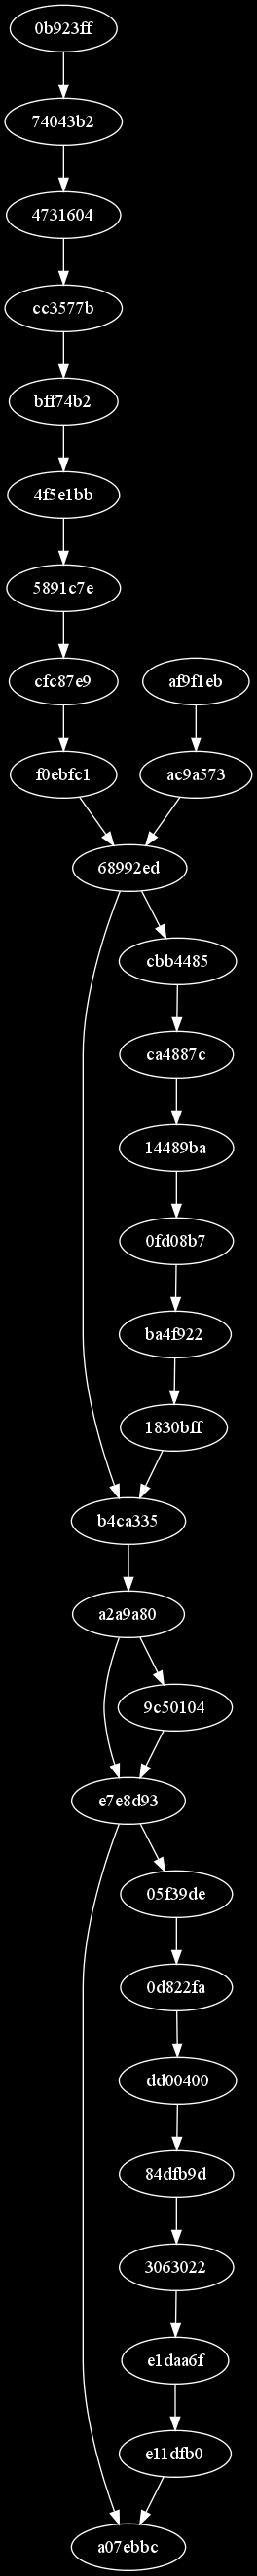 0b923ff
74043b2
4731604
cc3577b
bff74b2
4f5e1bb
5891c7e
cfc87e9 af9f1eb
f0ebfc1 ac9a573
68992ed
cbb4485
ca4887c
14489ba
0fd08b7
ba4f922
1830bff
b4ca335
a2a9a80
9c50104
e7e8d93
05f39de
0d822fa
dd00400
84dfb9d
3063022
e1daa6f
e11dfb0
a07ebbc